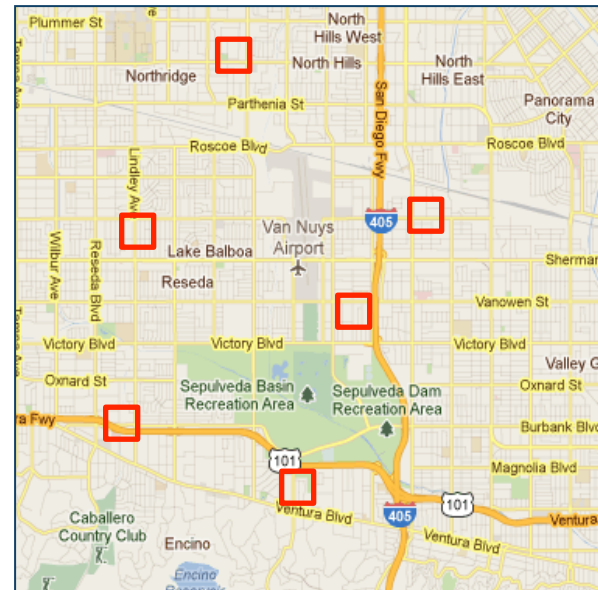 Plummer St
North
Hills West
Northridge
North Hills
North
Hills East
Parthenia St
Panorama
City
San Diego Fwy
Roscoe Blvd
Roscoe Blvd
Lindley Ave
405
Van Nuys
Airport
Wilbur Ave
Reseda Blvd
Lake Balboa
Sherman
Reseda
Vanowen St
Victory Blvd
Victory Blvd
Victory Blvd
Valley G
Oxnard St
Sepulveda Basin
Recreation Area
Sepulveda Dam
Recreation Area
Oxnard St
ra Fwy
Burbank Blv
101
Magnolia Blvd
101
405
Ventura Blvd
Ventura
Ventura Blvd
Caballero
Country Club
Encino
Encino
Reservoir